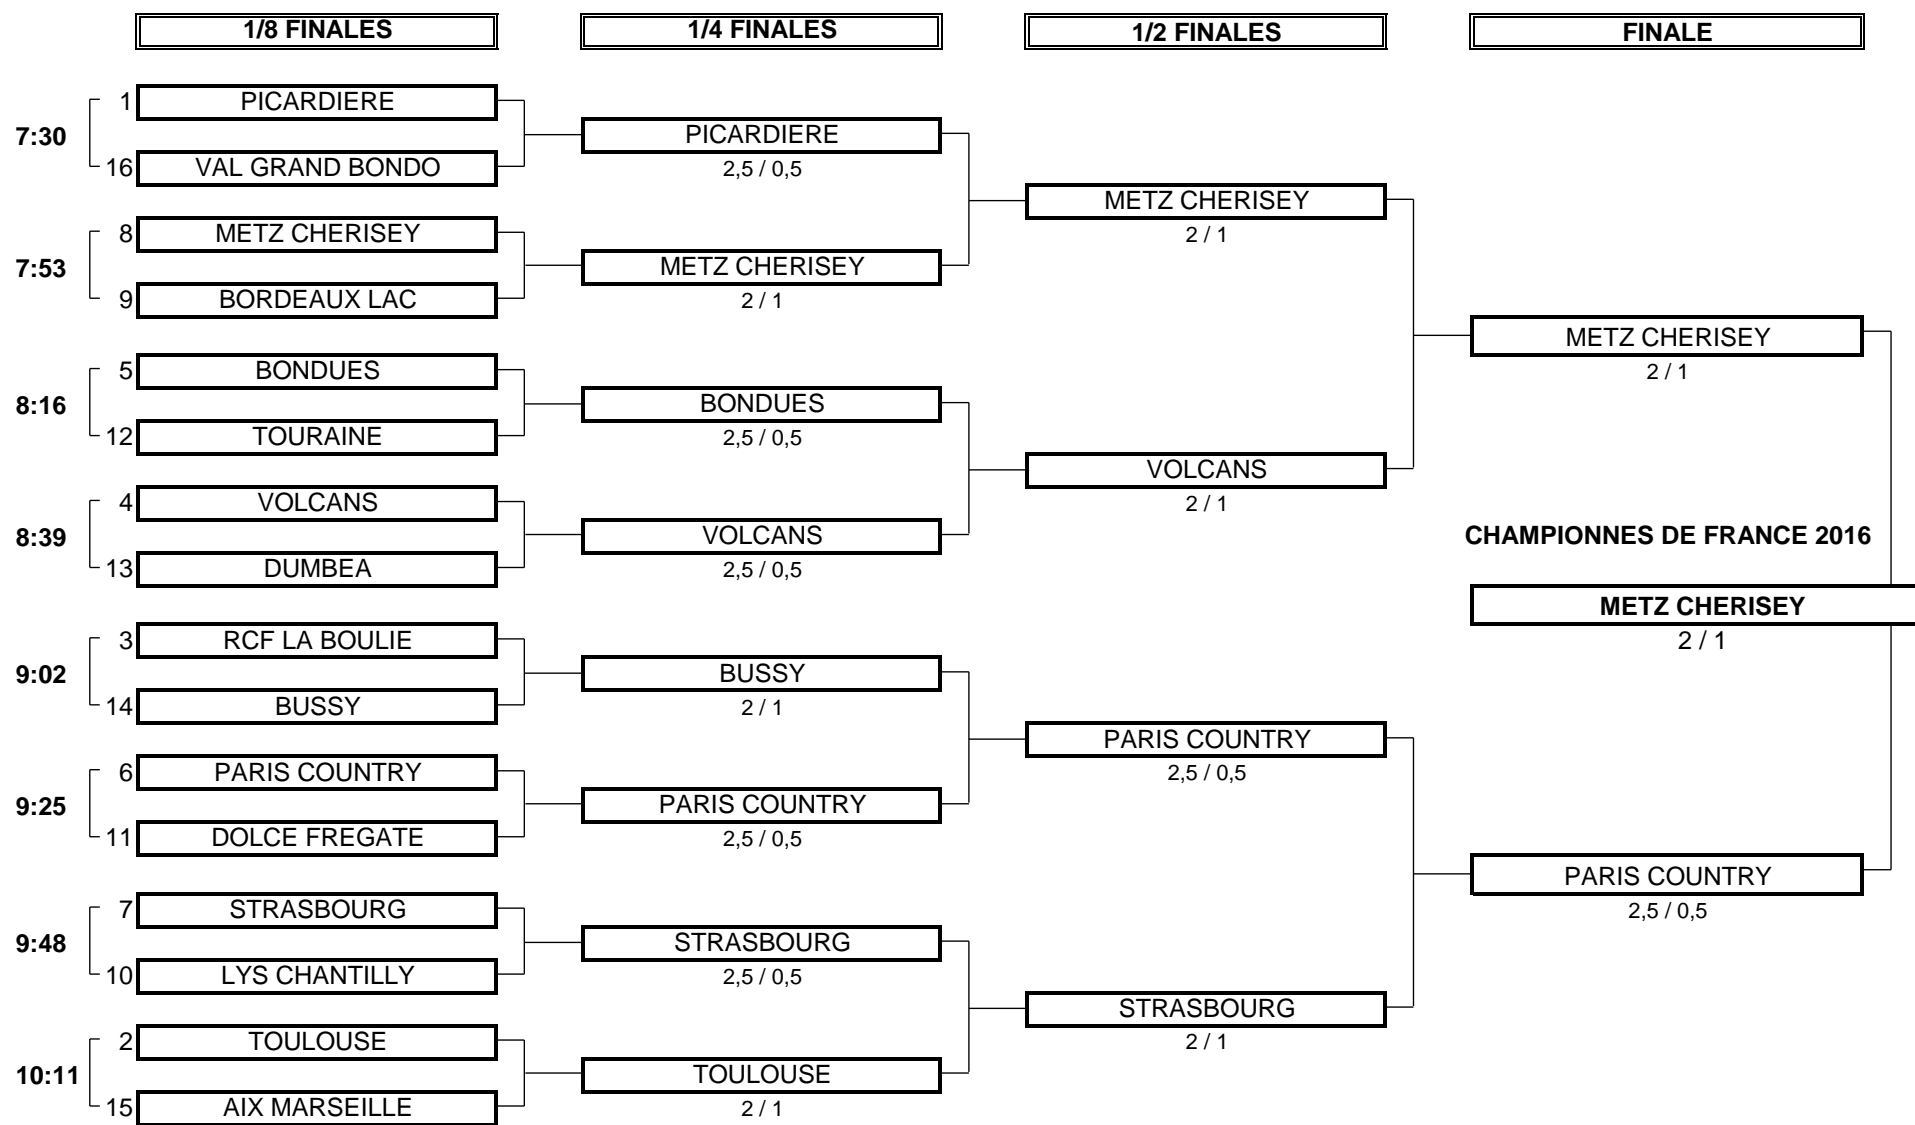 1/8 FINALES
1/4 FINALES
1/2 FINALES
FINALE
7:30
1 PICARDIERE
16 VAL GRAND BONDO
7:53
8 METZ CHERISEY
9 BORDEAUX LAC
8:16
5 BONDUES
12 TOURAINE
8:39
4 VOLCANS
13 DUMBEA
9:02
3 RCF LA BOULIE
14 BUSSY
9:25
6 PARIS COUNTRY
11 DOLCE FREGATE
9:48
7 STRASBOURG
10 LYS CHANTILLY
10:11
2 TOULOUSE
15 AIX MARSEILLE
PICARDIERE
2,5 / 0,5
METZ CHERISEY
2 / 1
BONDUES
2,5 / 0,5
VOLCANS
2,5 / 0,5
BUSSY
2 / 1
PARIS COUNTRY
2,5 / 0,5
STRASBOURG
2,5 / 0,5
TOULOUSE
2 / 1
METZ CHERISEY
2 / 1
VOLCANS
2 / 1
PARIS COUNTRY
2,5 / 0,5
STRASBOURG
2 / 1
METZ CHERISEY
2 / 1
CHAMPIONNES DE FRANCE 2016
METZ CHERISEY
2 / 1
PARIS COUNTRY
2,5 / 0,5